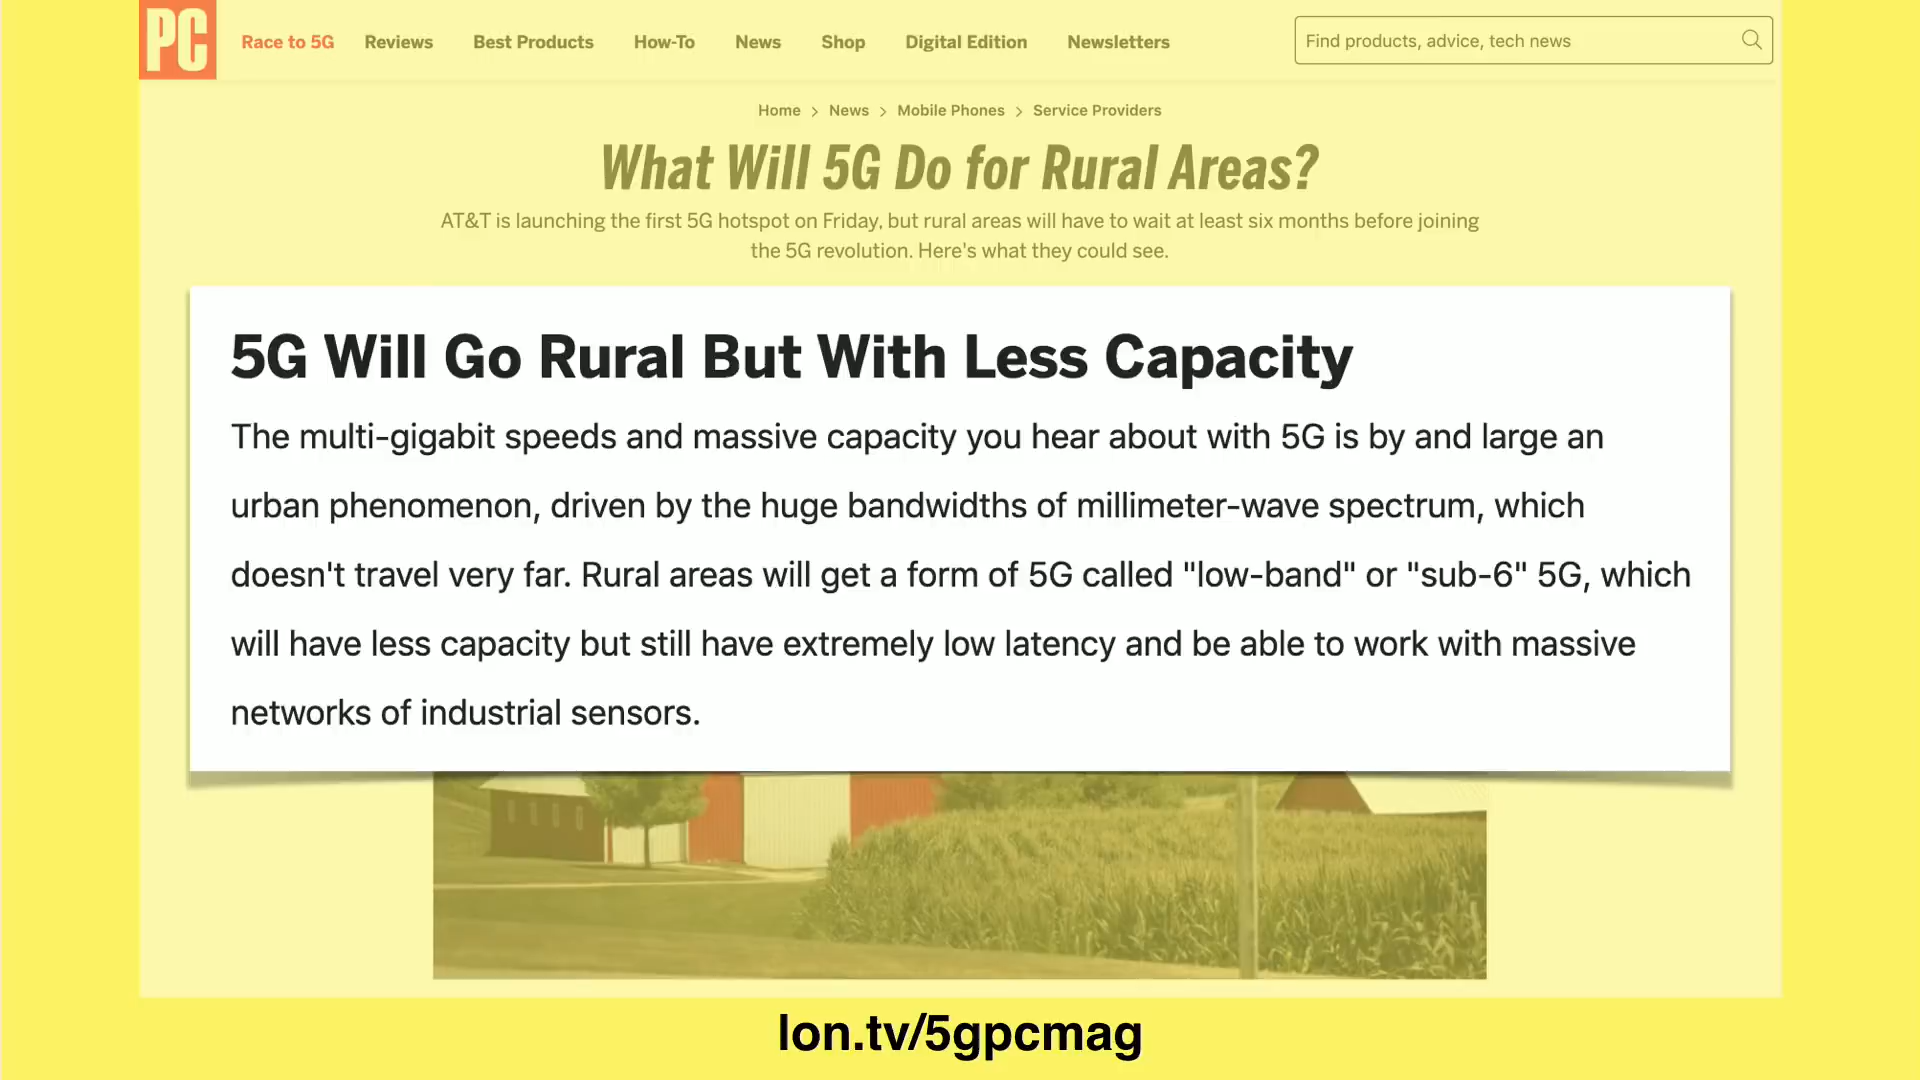 PC
Race to 5G
Reviews
Best Products
How-To
News
Shop
Digital Edition
Newsletters
Find products, advice, tech news
Home > News > Mobile Phones > Service Providers
What Will 5G Do for Rural Areas?
AT&T is launching the first 5G hotspot on Friday, but rural areas will have to wait at least six months before joining
the 5G revolution. Here's what they could see.
5G Will Go Rural But With Less Capacity
The multi-gigabit speeds and massive capacity you hear about with 5G is by and large an
urban phenomenon, driven by the huge bandwidths of millimeter-wave spectrum, which
doesn't travel very far. Rural areas will get a form of 5G called "low-band" or "sub-6" 5G, which
will have less capacity but still have extremely low latency and be able to work with massive
networks of industrial sensors.
lon.tv/5gpcmag